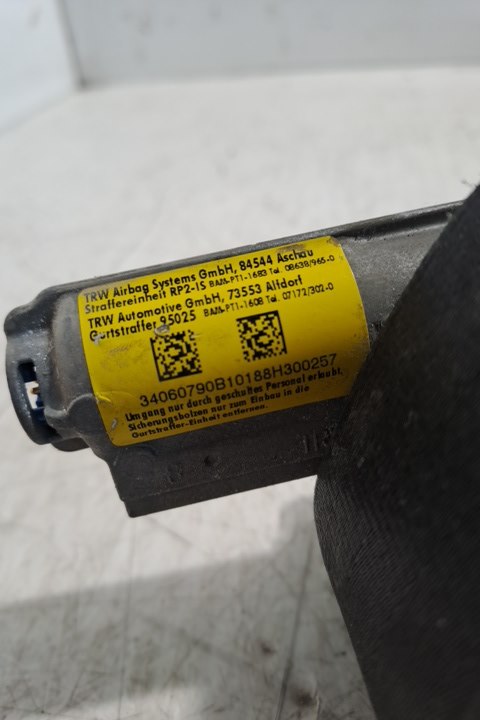 TRW Airbag Systems GmbH, 84544 Aschau
Straffereinheit RP2-IS BAM-PT1-1683 Tel. 08638/965-0
TRW Automotive GmbH, 73553 Alfdorf
Gurtstraffer 95025 BAM-PT1-1608 Tel. 07172/302-0
34060790B10188H300257
Umgang nur durch geschultes Personal erlaubt.
Sicherungsbolzen nur zum Einbau in die
Gurtstraffer-Einheit entfernen.